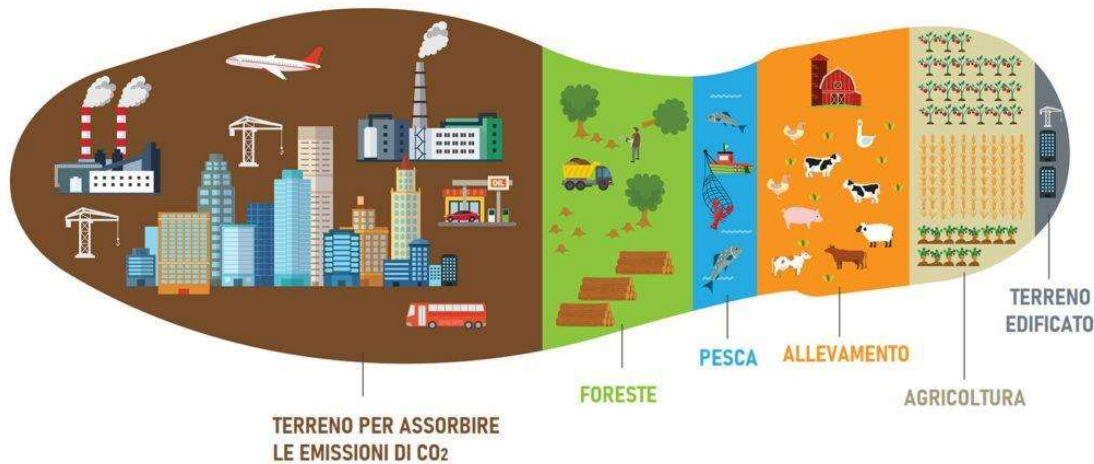 OIL
TERRENO
EDIFICATO
PESCA
ALLEVAMENTO
FORESTE
AGRICOLTURA
TERRENO PER ASSORBIRE
LE EMISSIONI DI CO₂